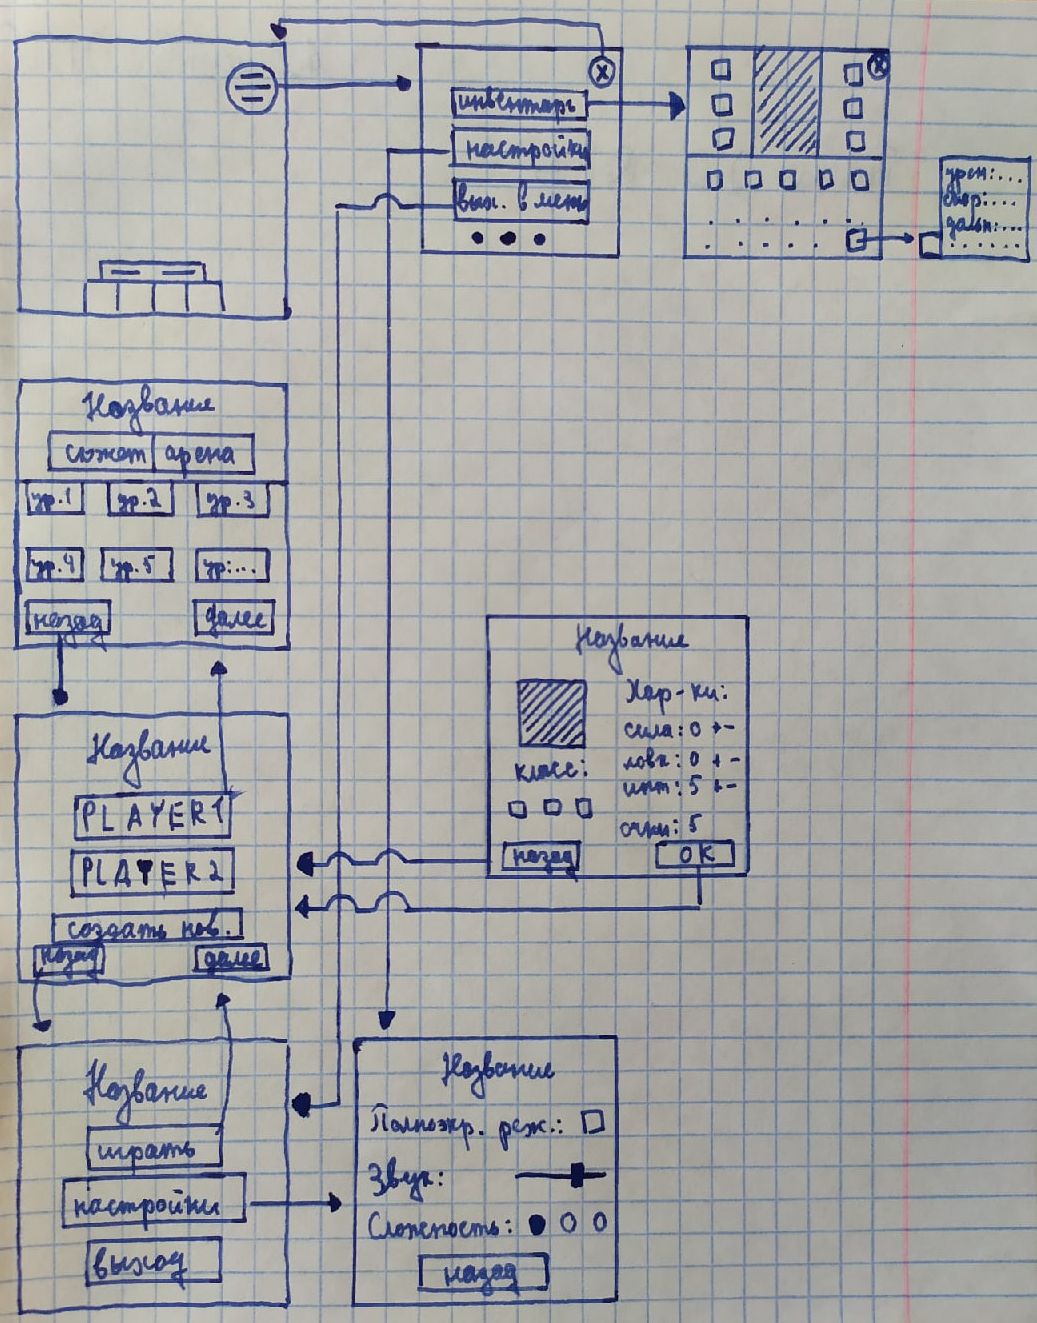 инвентарь
настройки
вых. в меню
урон:...
скор:....
дальн:...
Название
сюжет арена
ур.1 ур.2 ур.3
ур.4 ур.5 ур....
назад далее
Название
PLAYER1
PLAYER2
создать нов.
назад далее
Название
Хар-ки:
сила: 0 +-
ловк: 0 + -
инт: 5 +-
класс:
очки: 5
назад OK
Название
играть
настройки
выход
Название
Полноэкр. реж.:
Звук:
Сложность:
назад